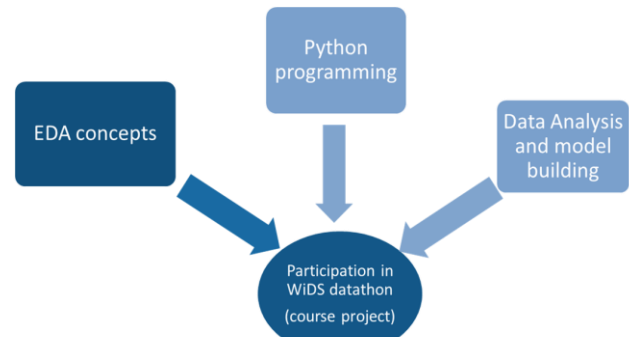 Python
programming
EDA concepts
Data Analysis
and model
building
Participation in
WiDS datathon
(course project)